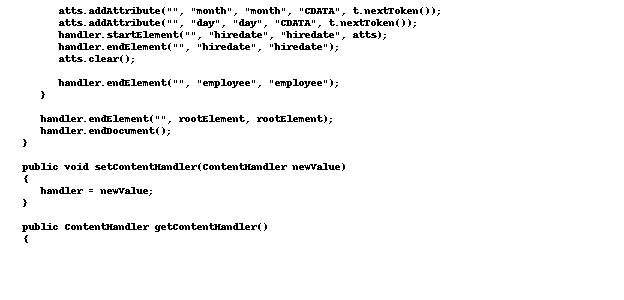 atts.addAttribute("", "month", "month", "CDATA", t.nextToken());
atts.addAttribute("", "day", "day", "CDATA", t.nextToken());
handler.startElement("", "hiredate", "hiredate", atts);
handler.endElement("", "hiredate", "hiredate");
atts.clear();
handler.endElement("", "employee", "employee");
}
handler.endElement("", rootElement, rootElement);
handler.endDocument();
}
public void setContentHandler(ContentHandler newValue)
{
handler = newValue;
}
public ContentHandler getContentHandler()
{